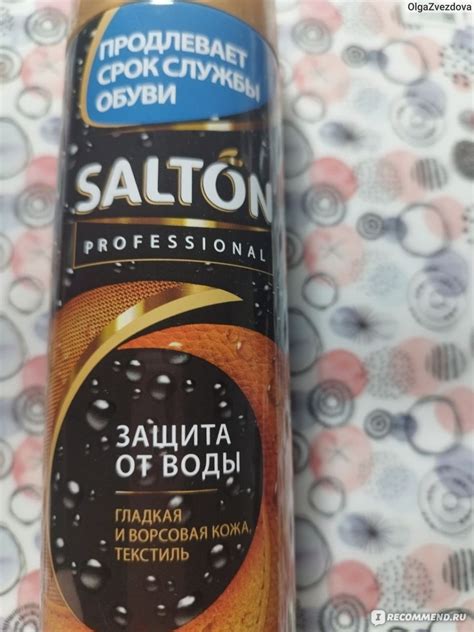 OlgaZvezdova
ПРОДЛЕВАЕТ
СРОК СЛУЖБЫ
ОБУВИ
SALTON
PROFESSIONAL
ЗАЩИТА
ОТ ВОДЫ
ГЛАДКАЯ
И ВОРСОВАЯ КОЖА,
ТЕКСТИЛЬ
IRECOMMEND.RU